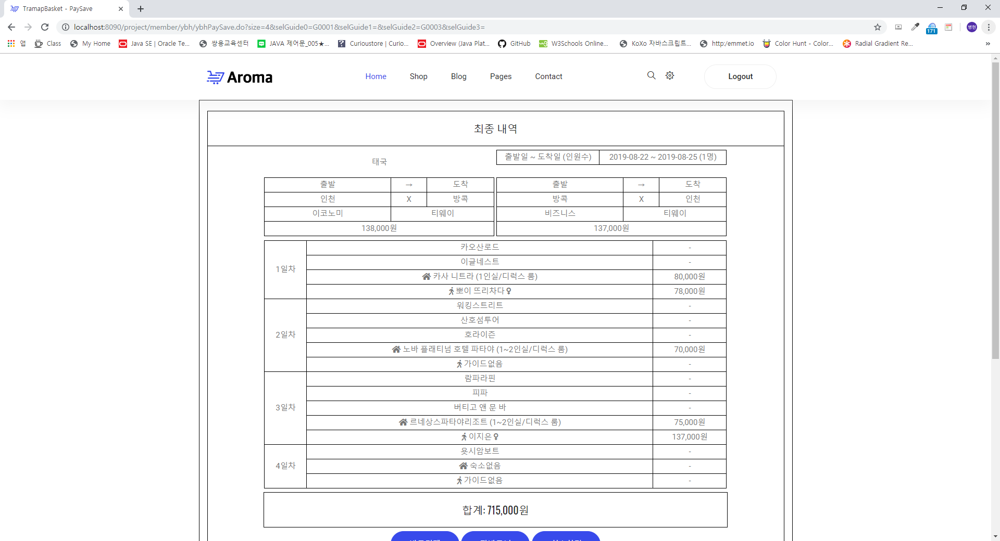 TramapBasket - PaySave
localhost:8090/project/member/ybh/ybhPaySave.do?size=4&selGuide0=G0001&selGuide1=&selGuide2=G0003&selGuide3=
병현
171
앱 Class My Home Java SE | Oracle Te... 쌍용교육센터 JAVA 제어문_005★... Curioustore | Curio... Overview (Java Plat... GitHub W3Schools Online... KoXo 자바스크립트... http:/emmet.io Color Hunt - Color... Radial Gradient Re... »
Aroma Home Shop Blog Pages Contact Logout
최종 내역
태국
출발일 ~ 도착일 (인원수) 2019-08-22 ~ 2019-08-25 (1명)
출발 → 도착 출발 → 도착
인천 X 방콕 방콕 X 인천
이코노미 티웨이 비즈니스 티웨이
138,000원 137,000원
1일차
카오산로드 -
이글네스트 -
카사 니트라 (1인실/디럭스 룸) 80,000원
뽀이 뜨리차다 78,000원
2일차
워킹스트리트 -
산호섬투어 -
호라이즌 -
노바 플래티넘 호텔 파타야 (1~2인실/디럭스 룸) 70,000원
가이드없음 -
3일차
람파라핀 -
피파 -
버티고 앤 문 바 -
르네상스파타야리조트 (1~2인실/디럭스 룸) 75,000원
이지은 137,000원
4일차
욧시암보트 -
숙소없음 -
가이드없음 -
합계: 715,000원